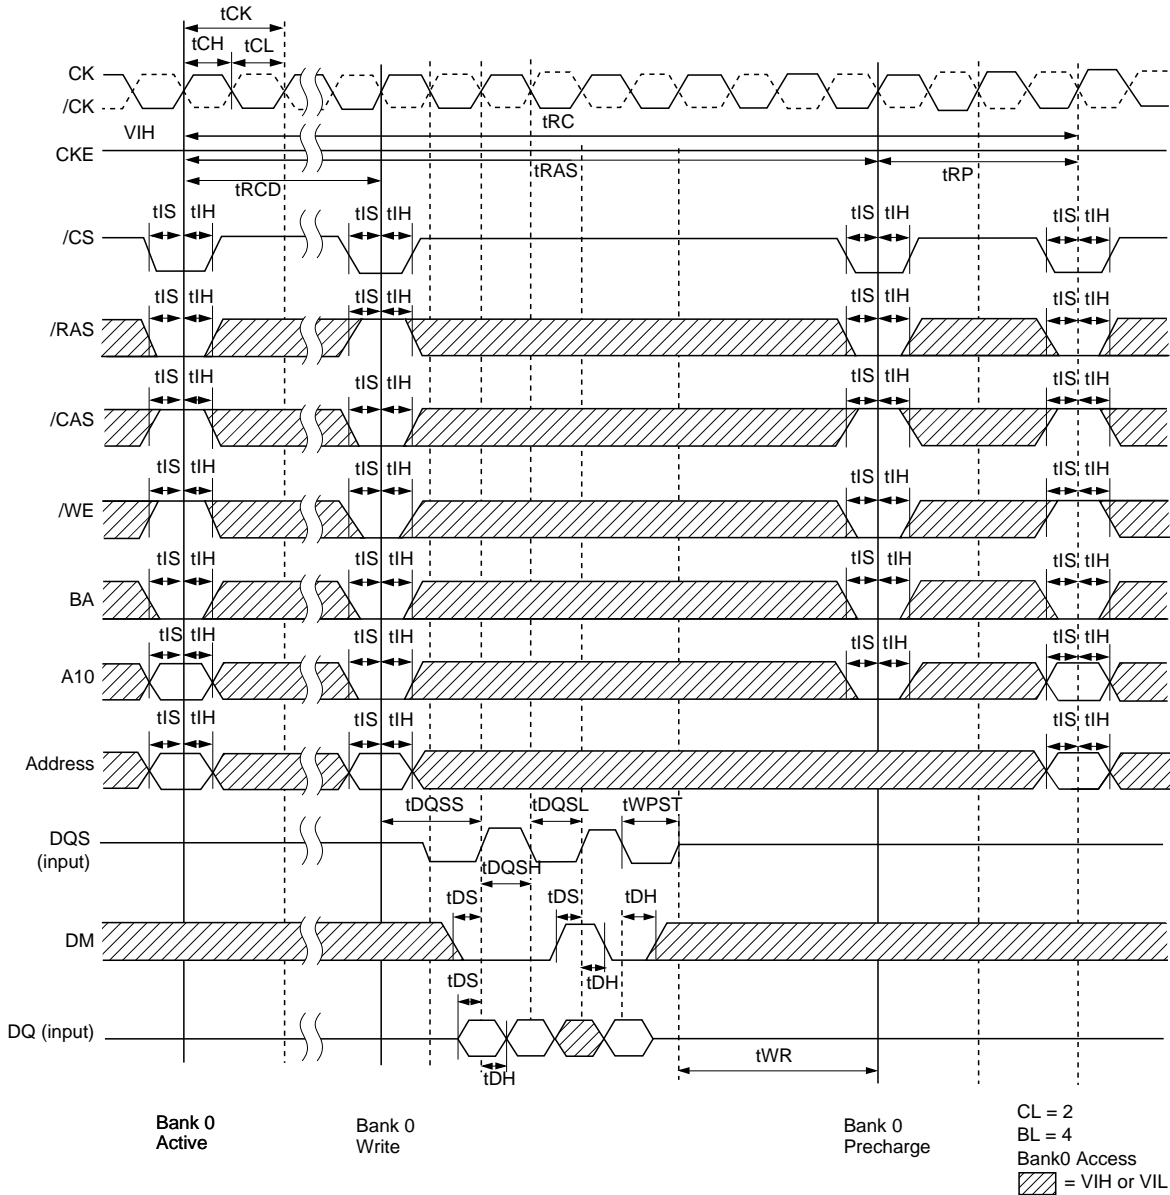 tCK
tCH tCL
CK
/CK
VIH
tRC
CKE
tRAS
tRP
tRCD
tIS tIH tIS tIH tIS tIH tIS tIH
/CS
tIS tIH tIS tIH tIS tIH tIS tIH
/RAS
tIS tIH tIS tIH tIS tIH tIS tIH
/CAS
tIS tIH tIS tIH tIS tIH tIS tIH
/WE
tIS tIH tIS tIH tIS tIH tIS tIH
BA
tIS tIH tIS tIH tIS tIH tIS tIH
A10
tIS tIH tIS tIH tIS tIH
Address
tDQSS tDQSL tWPST
DQS
(input)
tDQSH
tDS tDS tDH
DM
tDS tDH
DQ (input)
tDH
tWR
Bank 0
Active
Bank 0
Write
Bank 0
Precharge
CL = 2
BL = 4
Bank0 Access
= VIH or VIL